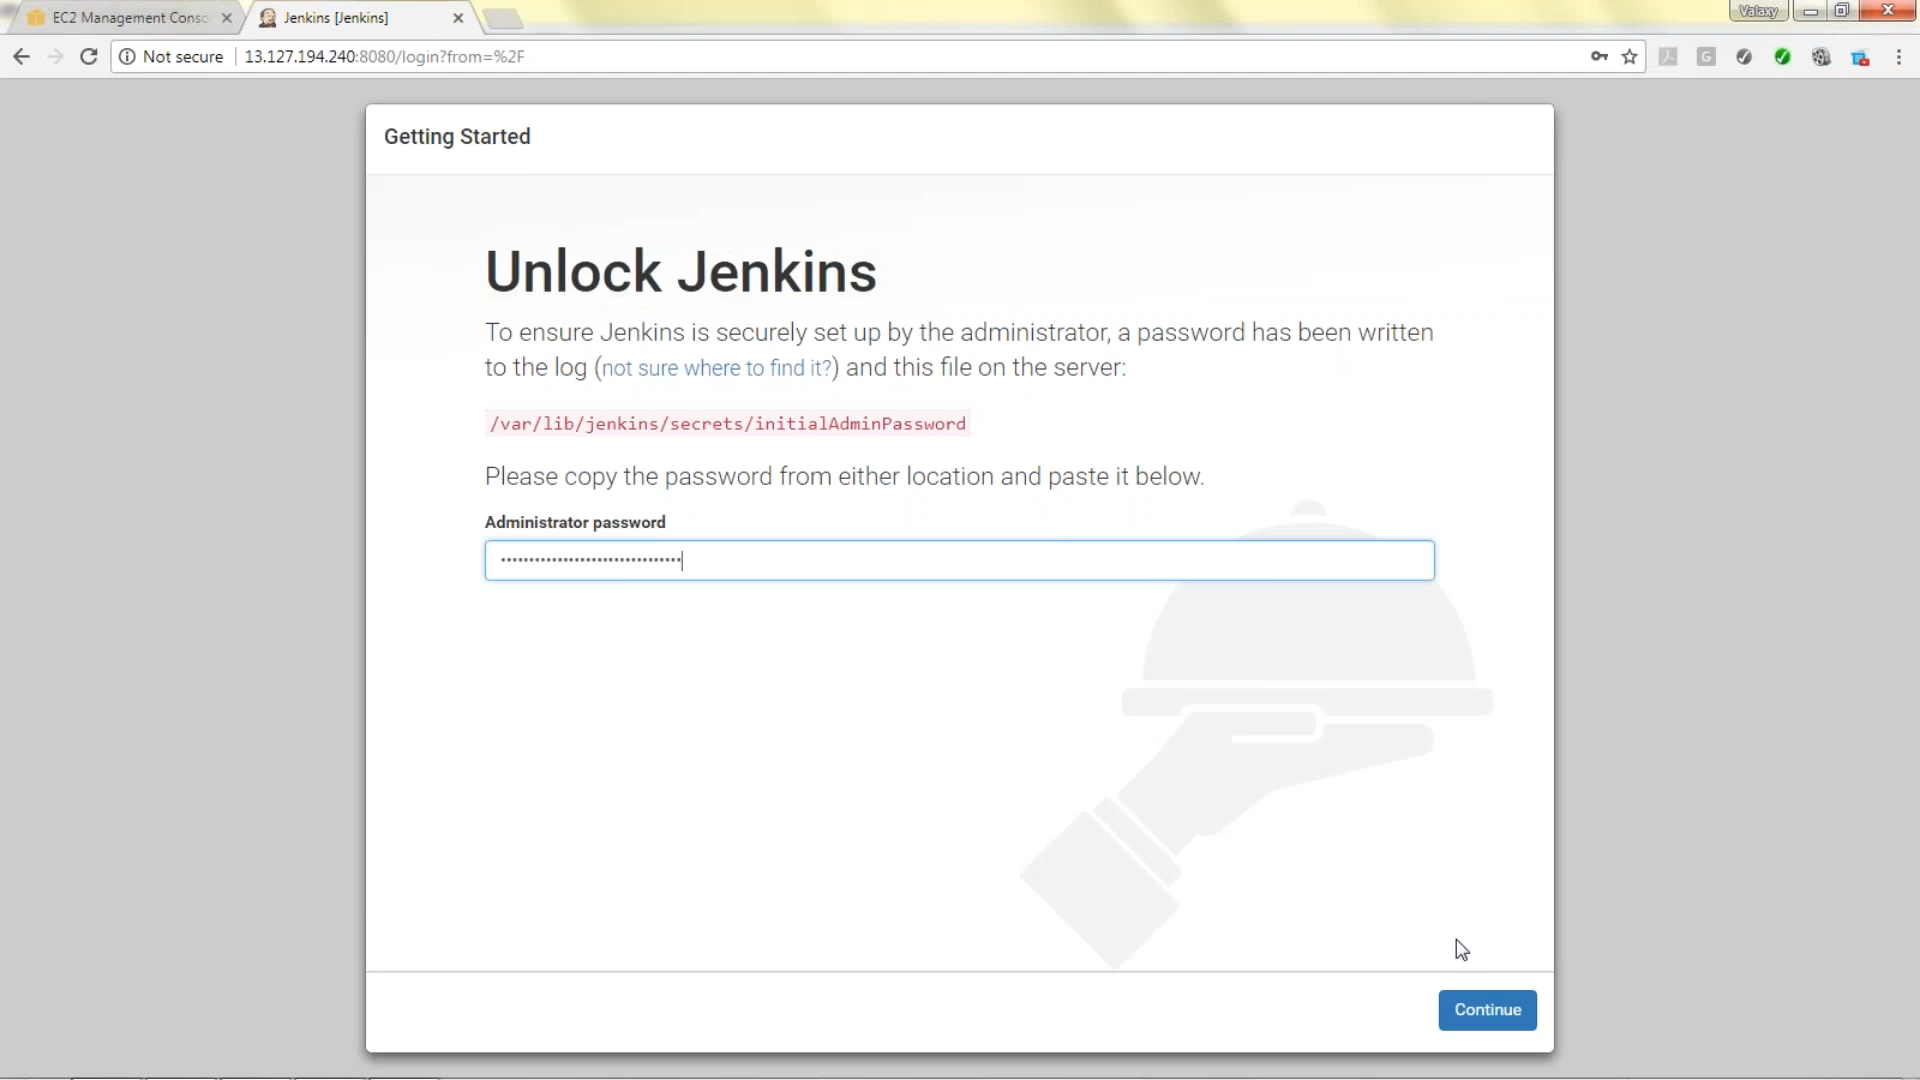 EC2 Management Conso
Jenkins [Jenkins]
Valaxy
Not secure
13.127.194.240:8080/login?from=%2F
Getting Started
Unlock Jenkins
To ensure Jenkins is securely set up by the administrator, a password has been written
to the log (not sure where to find it?) and this file on the server:
/var/lib/jenkins/secrets/initialAdminPassword
Please copy the password from either location and paste it below.
Administrator password
Continue